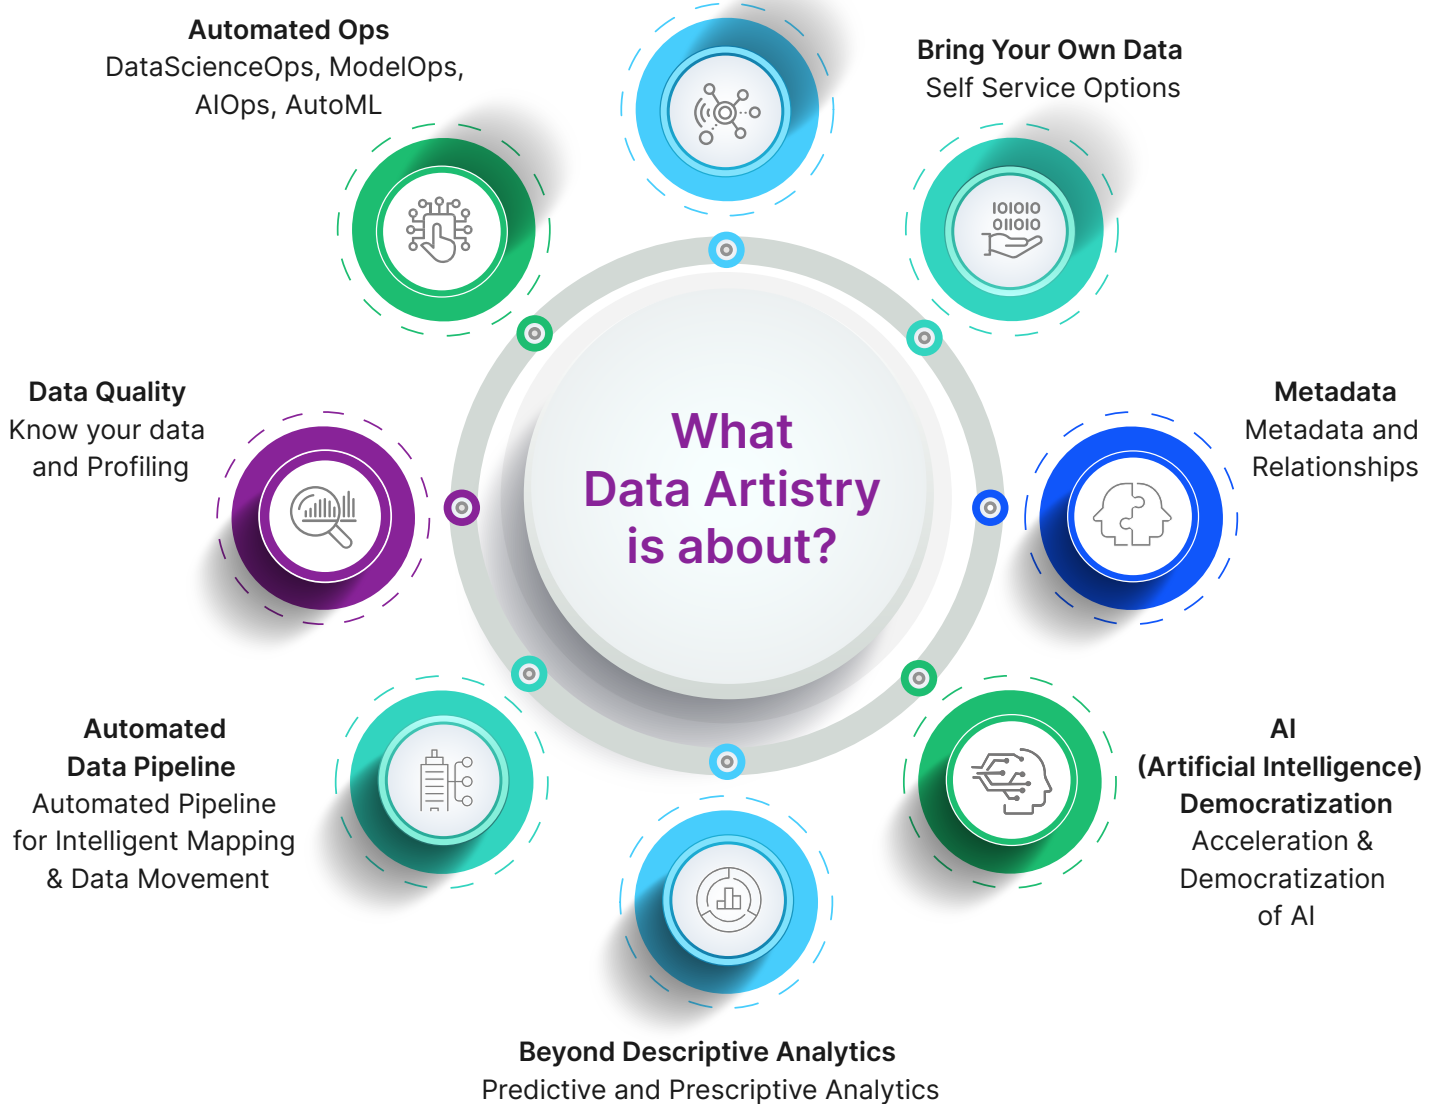 Automated Ops
DataScienceOps, ModelOps,
AIOps, AutoML
Bring Your Own Data
Self Service Options
IOIOIO
OIIOIO
Data Quality
Know your data
and Profiling
What
Data Artistry
is about?
Metadata
Metadata and
Relationships
Automated
Data Pipeline
Automated Pipeline
for Intelligent Mapping
& Data Movement
AI
(Artificial Intelligence)
Democratization
Acceleration &
Democratization
of AI
Beyond Descriptive Analytics
Predictive and Prescriptive Analytics